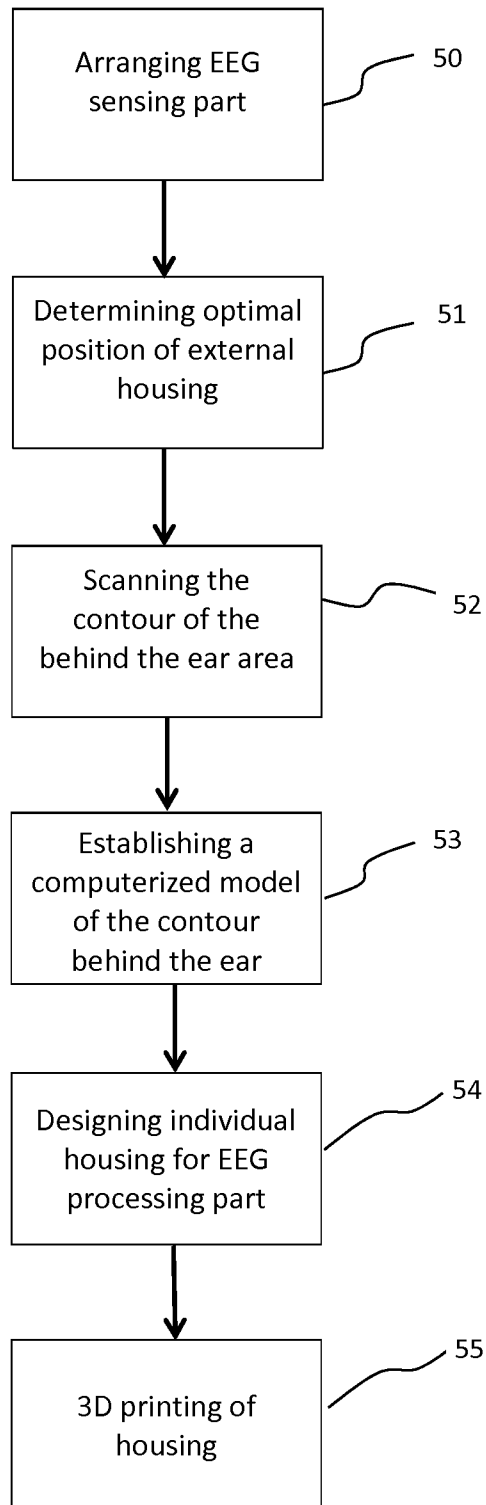 Arranging EEG
sensing part
50
Determining optimal
position of external
housing
51
Scanning the
contour of the
behind the ear area
52
Establishing a
computerized model
of the contour
behind the ear
53
Designing individual
housing for EEG
processing part
54
3D printing of
housing
55